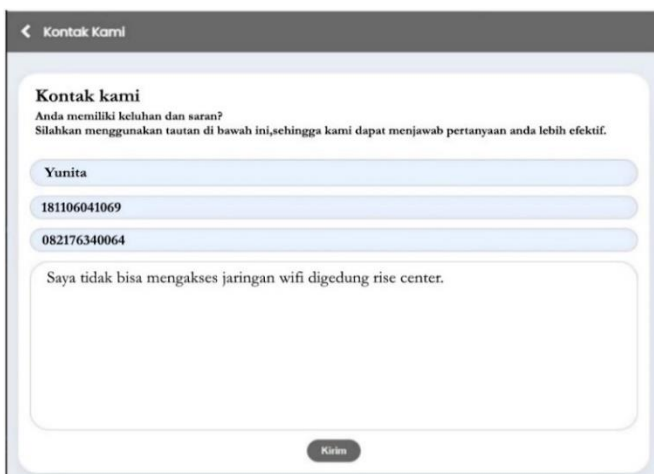 Kontak Kami
Kontak kami
Anda memiliki keluhan dan saran?
Silahkan menggunakan tautan di bawah ini,sehingga kami dapat menjawab pertanyaan anda lebih efektif.
Yunita
181106041069
082176340064
Saya tidak bisa mengakses jaringan wifi digedung rise center.
Kirim